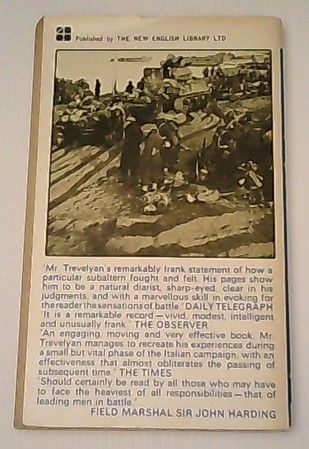 Published by THE NEW ENGLISH LIBRARY LTD
'Mr. Trevelyan's remarkably frank statement of how a
particular subaltern fought and felt. His pages show
him to be a natural diarist, sharp-eyed, clear in his
judgments, and with a marvellous skill in evoking for
the reader the sensations of battle.' DAILY TELEGRAPH
'It is a remarkable record—vivid, modest, intelligent
and unusually frank.' THE OBSERVER
'An engaging, moving and very effective book. Mr.
Trevelyan manages to recreate his experiences during
a small but vital phase of the Italian campaign, with an
effectiveness that almost obliterates the passing of
subsequent time.' THE TIMES
'Should certainly be read by all those who may have
to face the heaviest of all responsibilities—that of
leading men in battle.'
FIELD MARSHAL SIR JOHN HARDING